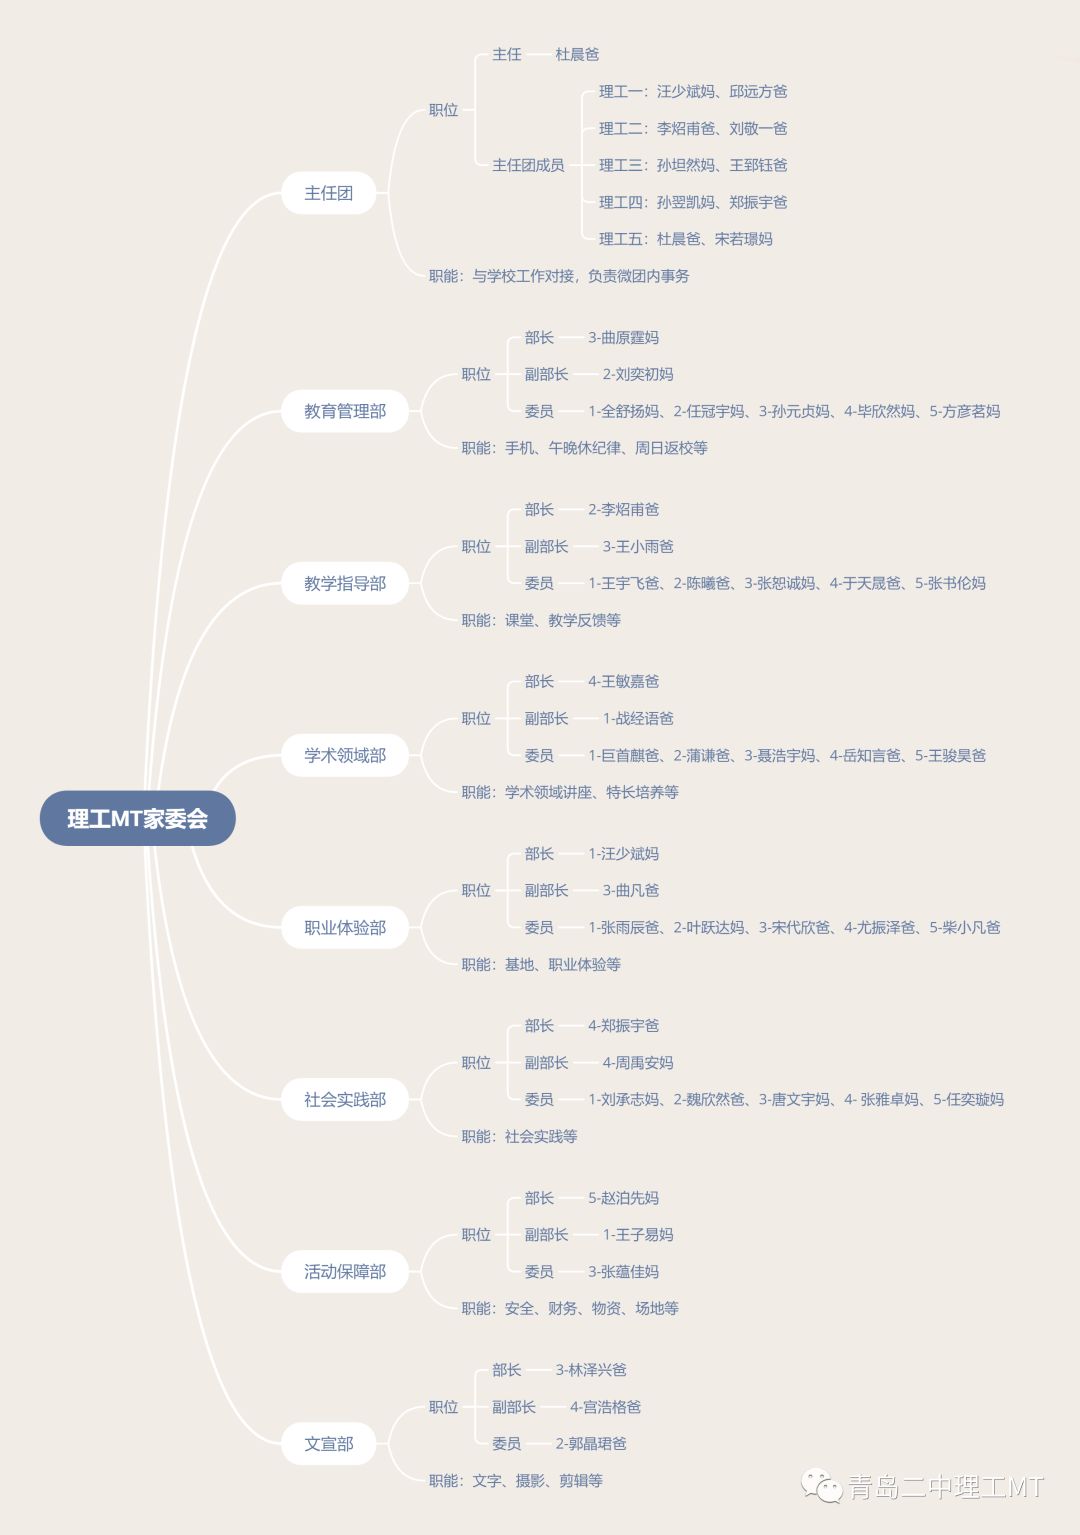 理工MT家委会
主任团
职位
主任
杜晨爸
主任团成员
理工一：汪少斌妈、邱远方爸
理工二：李炤甫爸、刘敬一爸
理工三：孙坦然妈、王郅钰爸
理工四：孙翌凯妈、郑振宇爸
理工五：杜晨爸、宋若璟妈
职能：与学校工作对接，负责微团内事务
教育管理部
职位
部长
3-曲原霆妈
副部长
2-刘奕初妈
委员
1-全舒扬妈、2-任冠宇妈、3-孙元贞妈、4-毕欣然妈、5-方彦茗妈
职能：手机、午晚休纪律、周日返校等
教学指导部
职位
部长
2-李炤甫爸
副部长
3-王小雨爸
委员
1-王宇飞爸、2-陈曦爸、3-张恕诚妈、4-于天晟爸、5-张书伦妈
职能：课堂、教学反馈等
学术领域部
职位
部长
4-王敏嘉爸
副部长
1-战经语爸
委员
1-巨首麒爸、2-蒲谦爸、3-聂浩宇妈、4-岳知言爸、5-王骏昊爸
职能：学术领域讲座、特长培养等
职业体验部
职位
部长
1-汪少斌妈
副部长
3-曲凡爸
委员
1-张雨辰爸、2-叶跃达妈、3-宋代欣爸、4-尤振泽爸、5-柴小凡爸
职能：基地、职业体验等
社会实践部
职位
部长
4-郑振宇爸
副部长
4-周禹安妈
委员
1-刘承志妈、2-魏欣然爸、3-唐文宇妈、4- 张雅卓妈、5-任奕璇妈
职能：社会实践等
活动保障部
职位
部长
5-赵泊先妈
副部长
1-王子易妈
委员
3-张蕴佳妈
职能：安全、财务、物资、场地等
文宣部
职位
部长
3-林泽兴爸
副部长
4-宫浩格爸
委员
2-郭晶珺爸
职能：文字、摄影、剪辑等
青岛二中理工MT